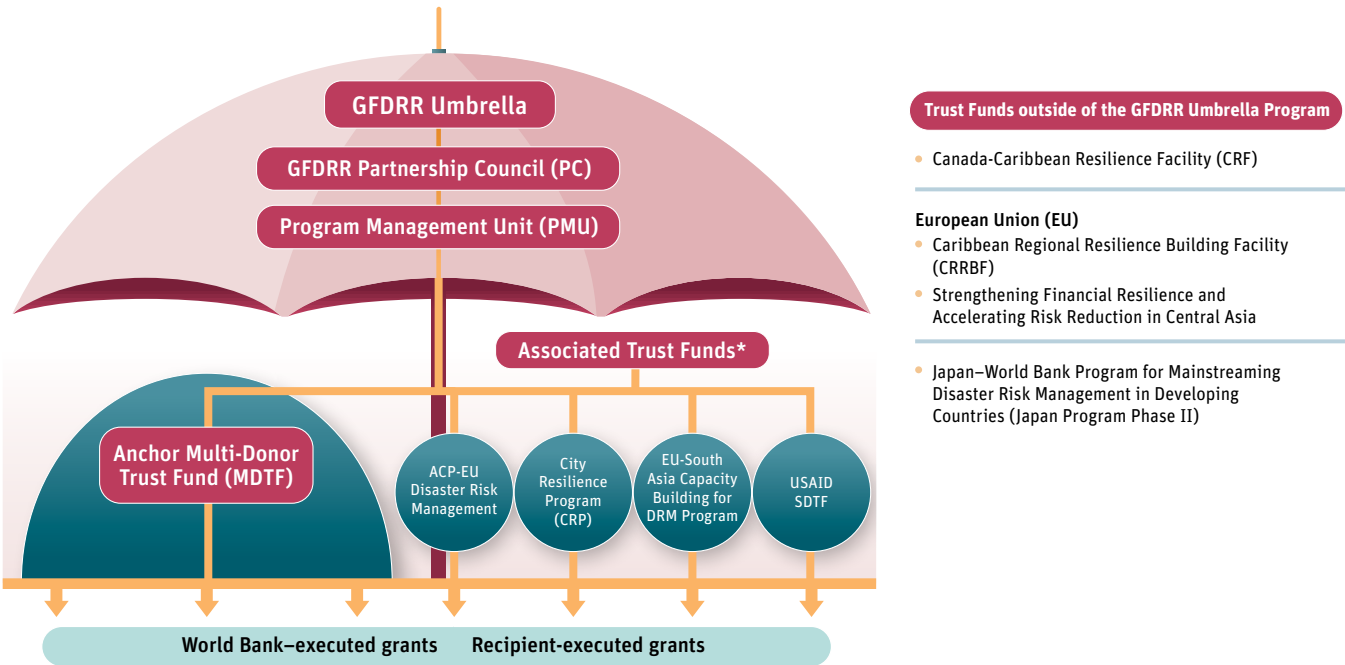 GFDRR Umbrella
GFDRR Partnership Council (PC)
Program Management Unit (PMU)
Associated Trust Funds*
Anchor Multi-Donor
Trust Fund (MDTF)
ACP-EU
Disaster Risk
Management
City
Resilience
Program
(CRP)
EU-South
Asia Capacity
Building for
DRM Program
USAID
SDTF
World Bank–executed grants
Recipient-executed grants
Trust Funds outside of the GFDRR Umbrella Program
• Canada-Caribbean Resilience Facility (CRF)
European Union (EU)
• Caribbean Regional Resilience Building Facility
(CRRBF)
• Strengthening Financial Resilience and
Accelerating Risk Reduction in Central Asia
• Japan–World Bank Program for Mainstreaming
Disaster Risk Management in Developing
Countries (Japan Program Phase II)